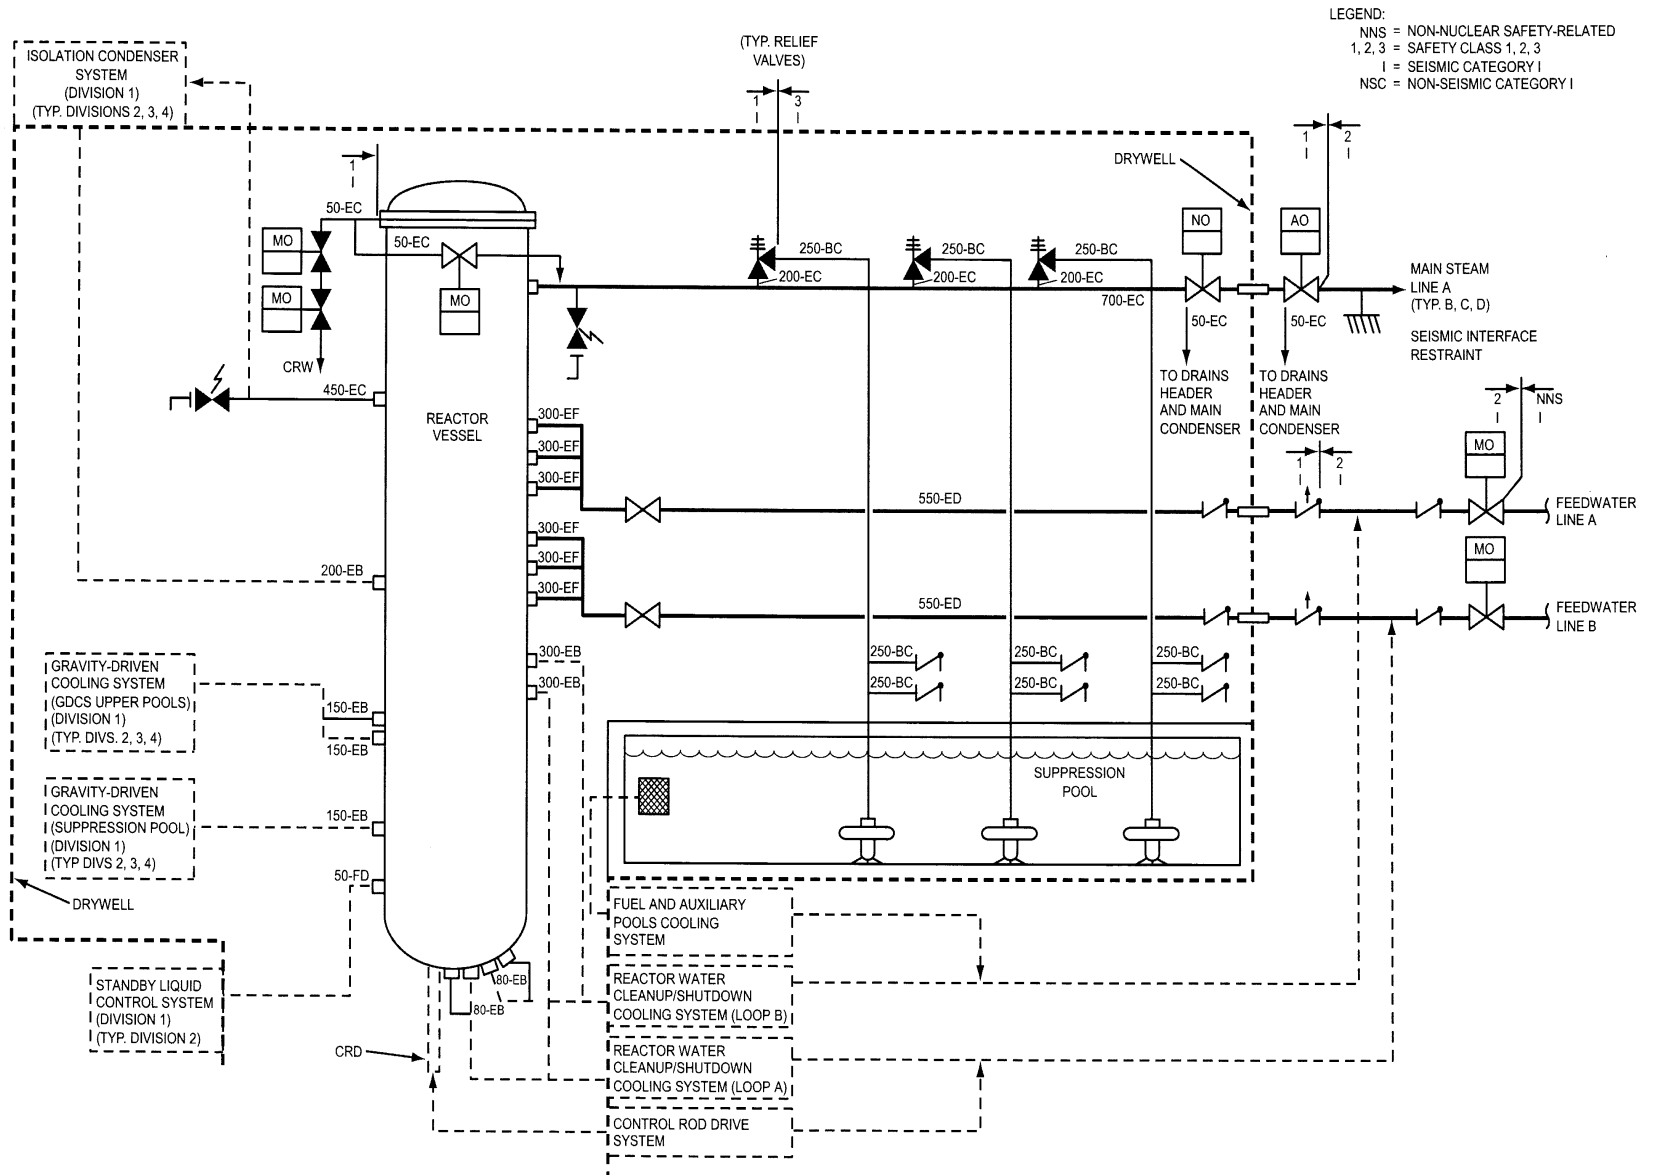 LEGEND:
NNS = NON-NUCLEAR SAFETY-RELATED
1, 2, 3 = SAFETY CLASS 1, 2, 3
I = SEISMIC CATEGORY I
NSC = NON-SEISMIC CATEGORY I
ISOLATION CONDENSER
SYSTEM
(DIVISION 1)
(TYP. DIVISIONS 2, 3, 4)
(TYP. RELIEF
VALVES)
1 3
I I
1 2
I I
DRYWELL
1
I
50-EC
MO
50-EC
MO
MO
CRW
250-BC
200-EC
250-BC
200-EC
250-BC
200-EC
700-EC
NO
AO
50-EC
50-EC
MAIN STEAM
LINE A
(TYP. B, C, D)
SEISMIC INTERFACE
RESTRAINT
TO DRAINS
HEADER
AND MAIN
CONDENSER
TO DRAINS
HEADER
AND MAIN
CONDENSER
450-EC
REACTOR
VESSEL
300-EF
300-EF
300-EF
2 NNS
I I
1 2
I I
MO
550-ED
FEEDWATER
LINE A
300-EF
300-EF
300-EF
MO
200-EB
550-ED
FEEDWATER
LINE B
300-EB
300-EB
250-BC
250-BC
250-BC
250-BC
250-BC
250-BC
GRAVITY-DRIVEN
COOLING SYSTEM
(GDCS UPPER POOLS)
(DIVISION 1)
(TYP. DIVS. 2, 3, 4)
150-EB
150-EB
SUPPRESSION
POOL
GRAVITY-DRIVEN
COOLING SYSTEM
(SUPPRESSION POOL)
(DIVISION 1)
(TYP DIVS 2, 3, 4)
150-EB
50-FD
DRYWELL
STANDBY LIQUID
CONTROL SYSTEM
(DIVISION 1)
(TYP. DIVISION 2)
80-EB
80-EB
CRD
FUEL AND AUXILIARY
POOLS COOLING
SYSTEM
REACTOR WATER
CLEANUP/SHUTDOWN
COOLING SYSTEM (LOOP B)
REACTOR WATER
CLEANUP/SHUTDOWN
COOLING SYSTEM (LOOP A)
CONTROL ROD DRIVE
SYSTEM